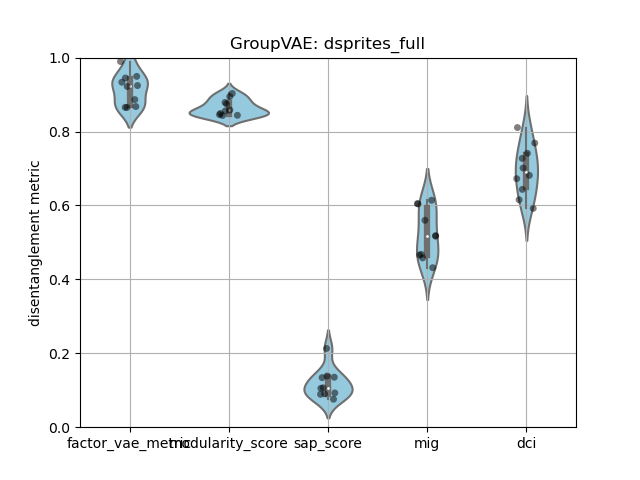 GroupVAE: dsprites_full
1.0
0.8
0.6
0.4
0.2
0.0
disentanglement metric
factor_vae_metric modularity_score sap_score mig dci